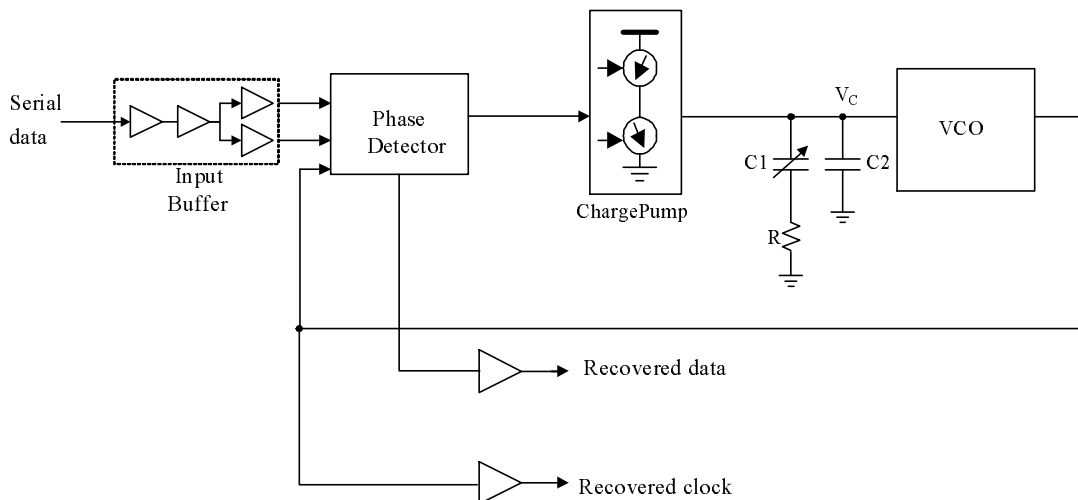 Serial
data
Input
Buffer
Phase
Detector
ChargePump
V_C
C1
C2
R
VCO
Recovered data
Recovered clock